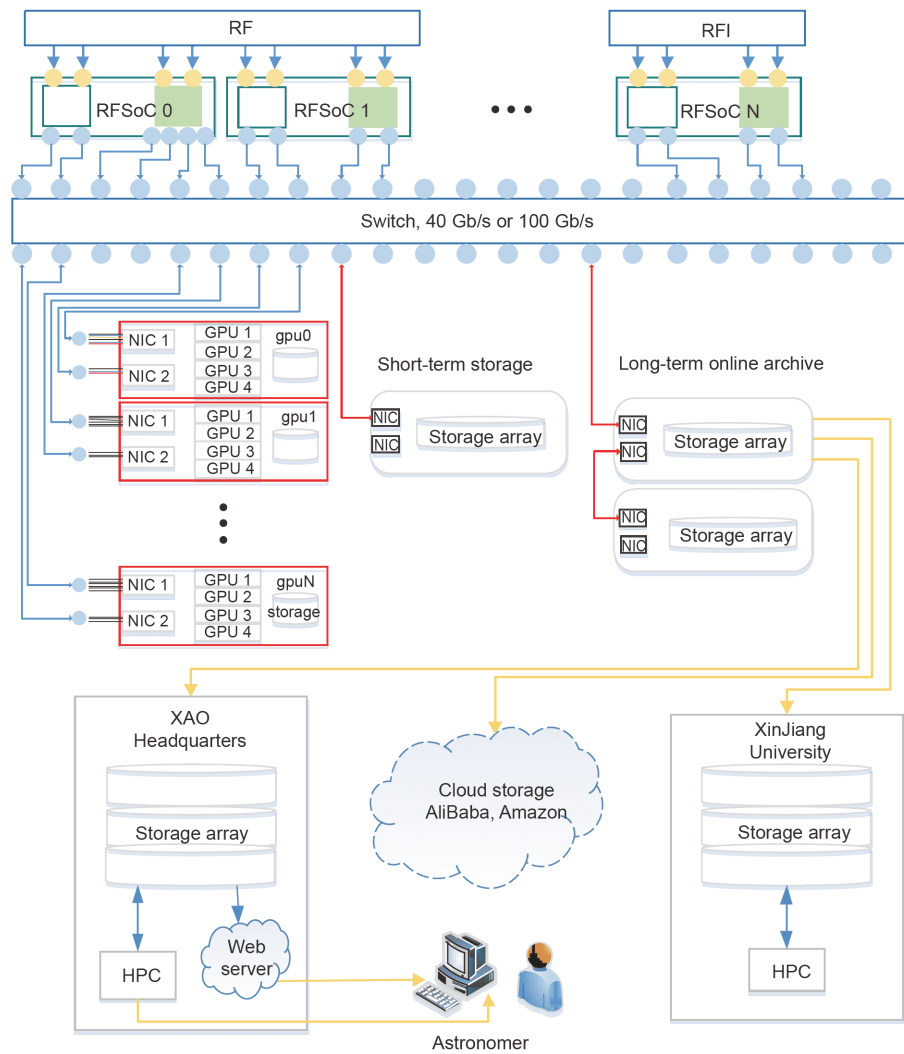 RF
RFI
RFSoC 0
RFSoC 1
RFSoC N
Switch, 40 Gb/s or 100 Gb/s
NIC 1
NIC 2
GPU 1
GPU 2
GPU 3
GPU 4
gpu0
NIC 1
NIC 2
GPU 1
GPU 2
GPU 3
GPU 4
gpu1
NIC 1
NIC 2
GPU 1
GPU 2
GPU 3
GPU 4
gpuN
storage
Short-term storage
NIC
NIC
Storage array
Long-term online archive
NIC
NIC
Storage array
NIC
NIC
Storage array
XAO
Headquarters
Storage array
HPC
Web
server
Cloud storage
AliBaba, Amazon
Astronomer
XinJiang
University
Storage array
HPC